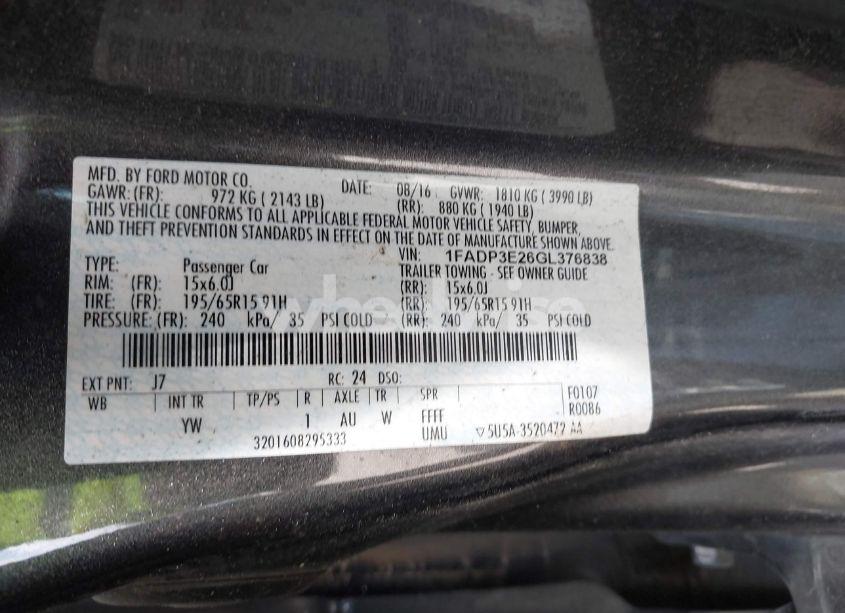 MFD. BY FORD MOTOR CO. DATE: 08/16 GVWR: 1810 KG ( 3990 LB)
GAWR: (FR): 972 KG ( 2143 LB) (RR): 880 KG ( 1940 LB)
THIS VEHICLE CONFORMS TO ALL APPLICABLE FEDERAL MOTOR VEHICLE SAFETY, BUMPER,
AND THEFT PREVENTION STANDARDS IN EFFECT ON THE DATE OF MANUFACTURE SHOWN ABOVE.
VIN: 1FADP3E26GL376838
TYPE: Passenger Car TRAILER TOWING - SEE OWNER GUIDE
RIM: (FR): 15x6.0J (RR): 15x6.0J
TIRE: (FR): 195/65R15 91H (RR): 195/65R15 91H
PRESSURE: (FR): 240 kPa/ 35 PSI COLD (RR): 240 kPa/ 35 PSI COLD
EXT PNT: J7 RC: 24 DSO:
WB INT TR TP/PS R AXLE TR SPR F0107
YW 1 AU W FFFF R0086
3201608295333 UMU ▽5U5A-3520472 AA